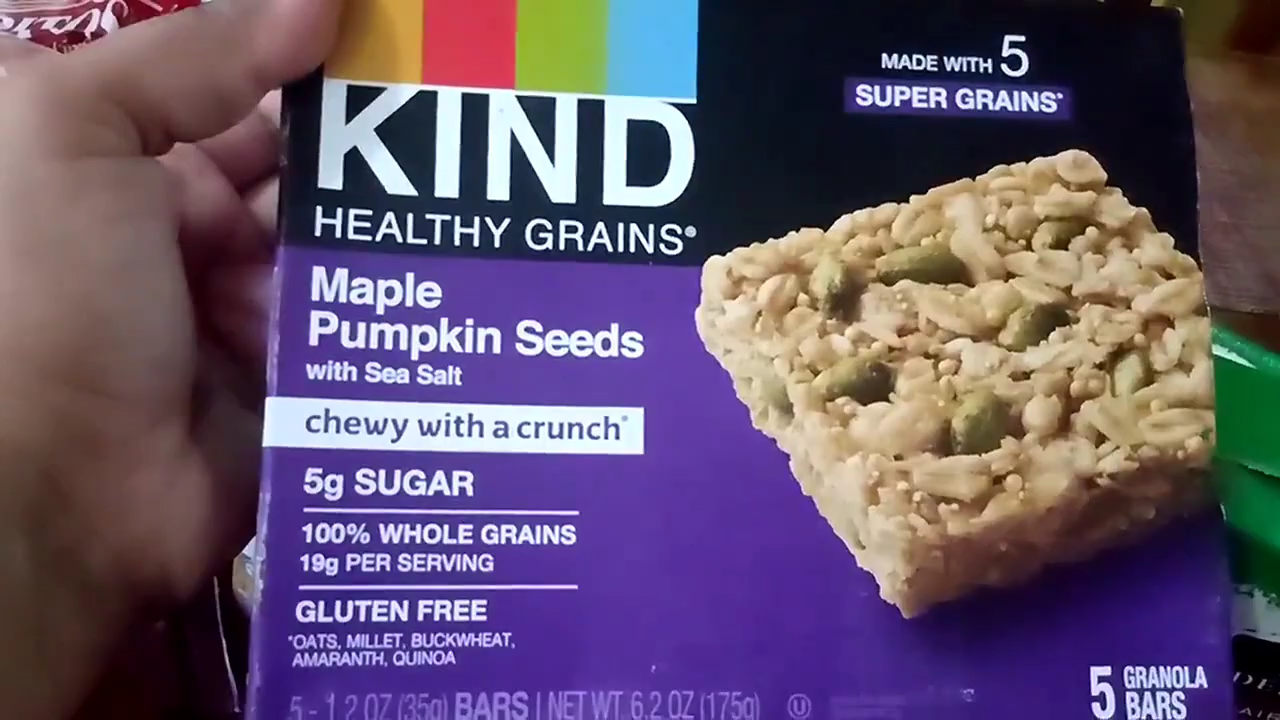 KIND
HEALTHY GRAINS®
MADE WITH 5
SUPER GRAINS*
Maple
Pumpkin Seeds
with Sea Salt
chewy with a crunch®
5g SUGAR
100% WHOLE GRAINS
19g PER SERVING
GLUTEN FREE
*OATS, MILLET, BUCKWHEAT,
AMARANTH, QUINOA
5 - 1.2 OZ (35g) BARS | NET WT. 6.2 OZ (175g)
5 GRANOLA
BARS